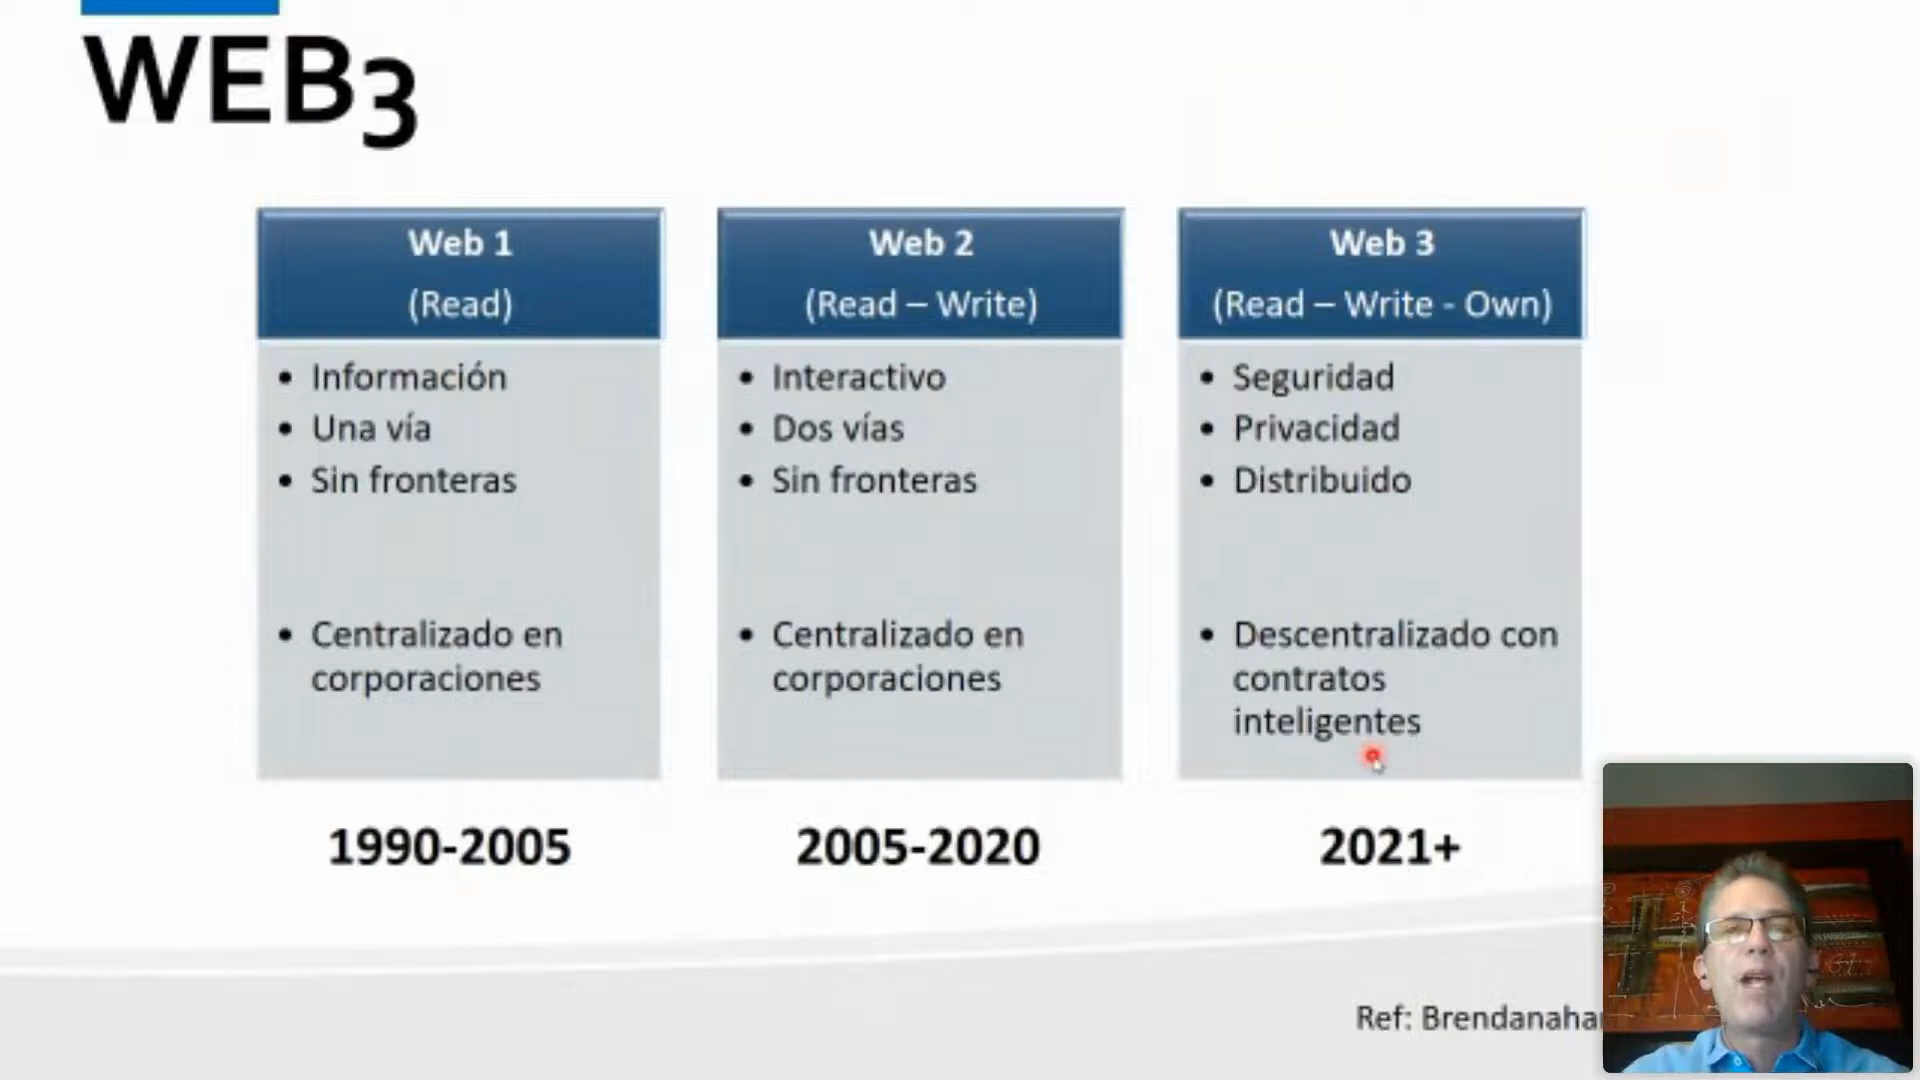 WEB3
Web 1
(Read)
• Información
• Una vía
• Sin fronteras
• Centralizado en
corporaciones
1990-2005
Web 2
(Read – Write)
• Interactivo
• Dos vías
• Sin fronteras
• Centralizado en
corporaciones
2005-2020
Web 3
(Read – Write - Own)
• Seguridad
• Privacidad
• Distribuido
• Descentralizado con
contratos
inteligentes
2021+
Ref: